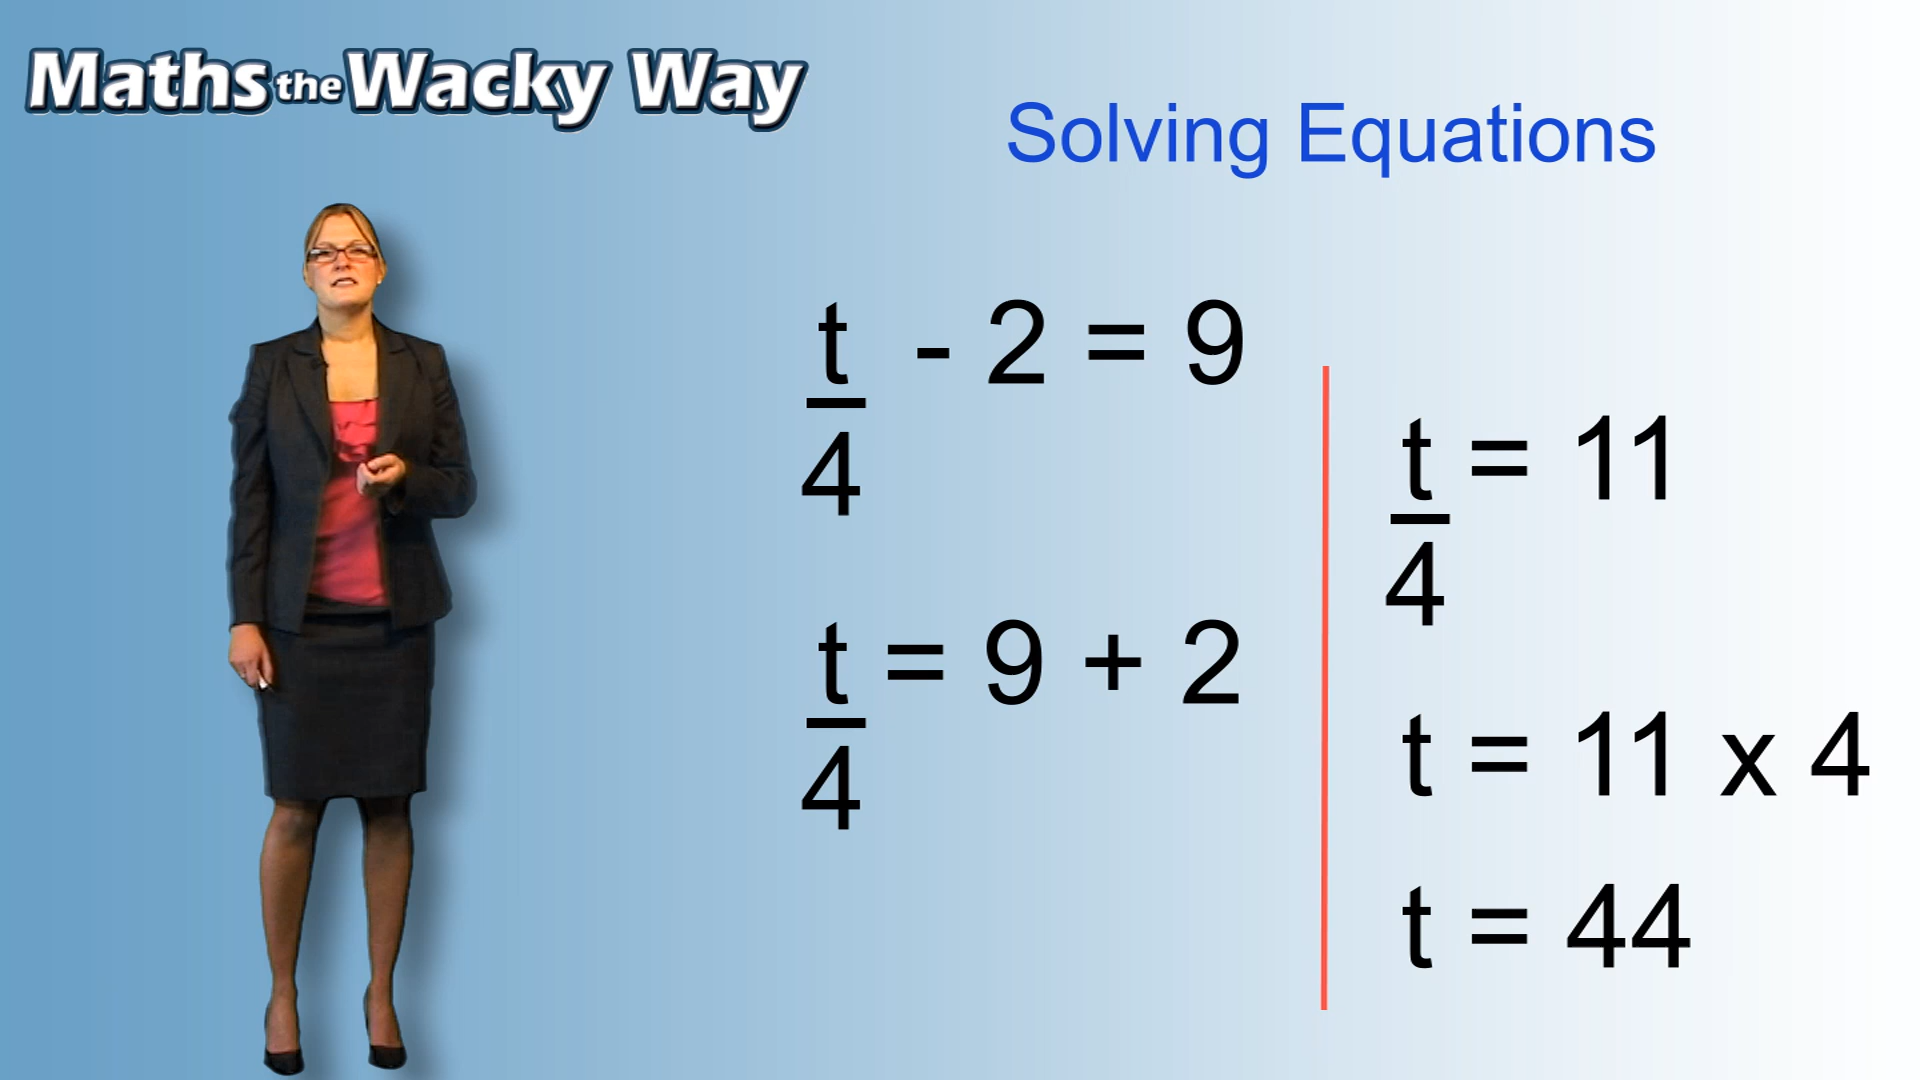 Maths the Wacky Way
Solving Equations
t/4 - 2 = 9
t/4 = 9 + 2
t/4 = 11
t = 11 x 4
t = 44